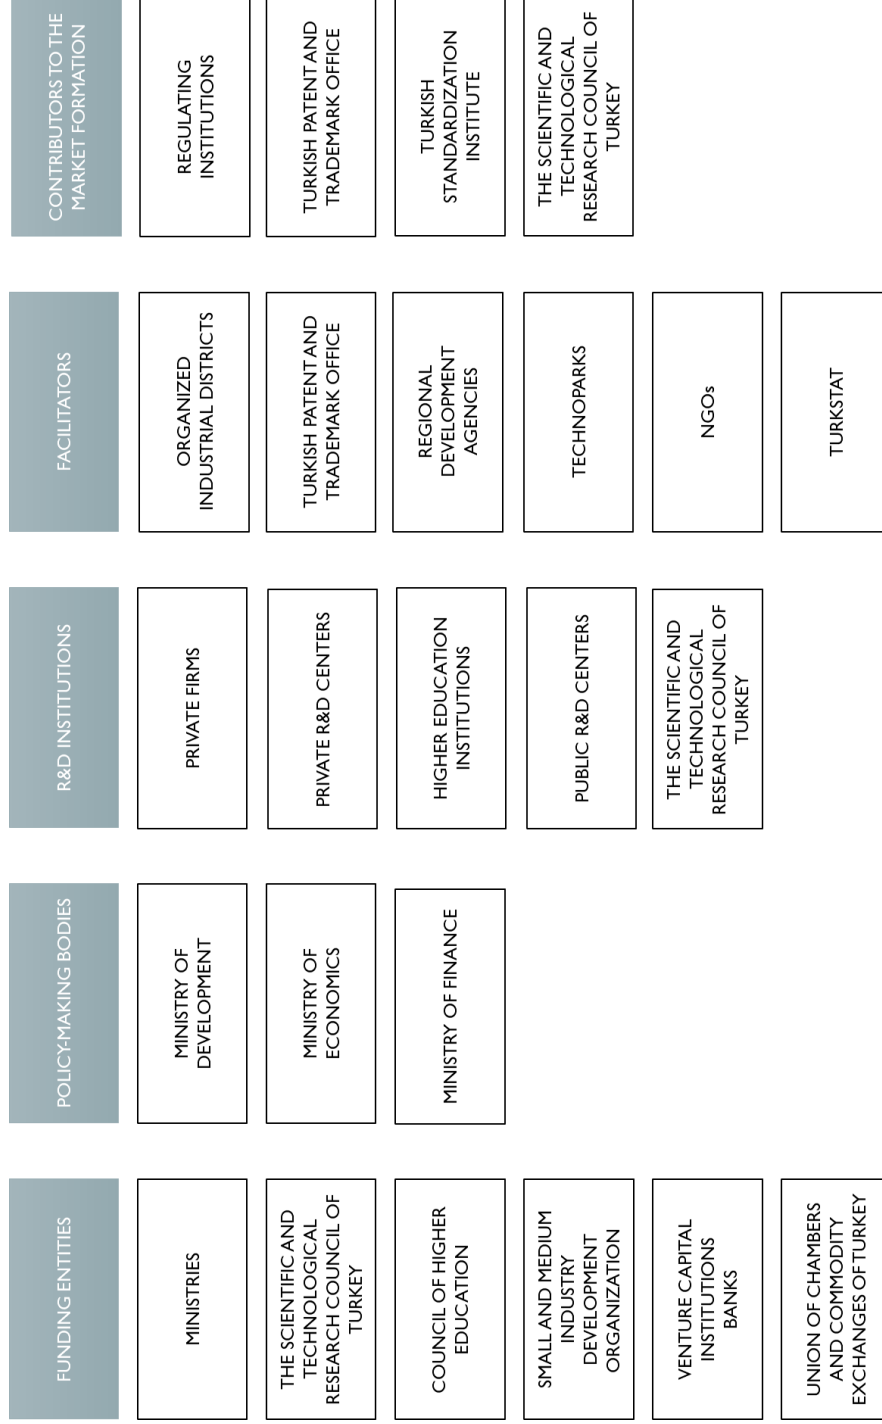 FUNDING ENTITIES
MINISTRIES
THE SCIENTIFIC AND
TECHNOLOGICAL
RESEARCH COUNCIL OF
TURKEY
COUNCIL OF HIGHER
EDUCATION
SMALL AND MEDIUM
INDUSTRY
DEVELOPMENT
ORGANIZATION
VENTURE CAPITAL
INSTITUTIONS
BANKS
UNION OF CHAMBERS
AND COMMODITY
EXCHANGES OF TURKEY
POLICY-MAKING BODIES
MINISTRY OF
DEVELOPMENT
MINISTRY OF
ECONOMICS
MINISTRY OF FINANCE
R&D INSTITUTIONS
PRIVATE FIRMS
PRIVATE R&D CENTERS
HIGHER EDUCATION
INSTITUTIONS
PUBLIC R&D CENTERS
THE SCIENTIFIC AND
TECHNOLOGICAL
RESEARCH COUNCIL OF
TURKEY
FACILITATORS
ORGANIZED
INDUSTRIAL DISTRICTS
TURKISH PATENT AND
TRADEMARK OFFICE
REGIONAL
DEVELOPMENT
AGENCIES
TECHNOPARKS
NGOs
TURKSTAT
CONTRIBUTORS TO THE
MARKET FORMATION
REGULATING
INSTITUTIONS
TURKISH PATENT AND
TRADEMARK OFFICE
TURKISH
STANDARDIZATION
INSTITUTE
THE SCIENTIFIC AND
TECHNOLOGICAL
RESEARCH COUNCIL OF
TURKEY